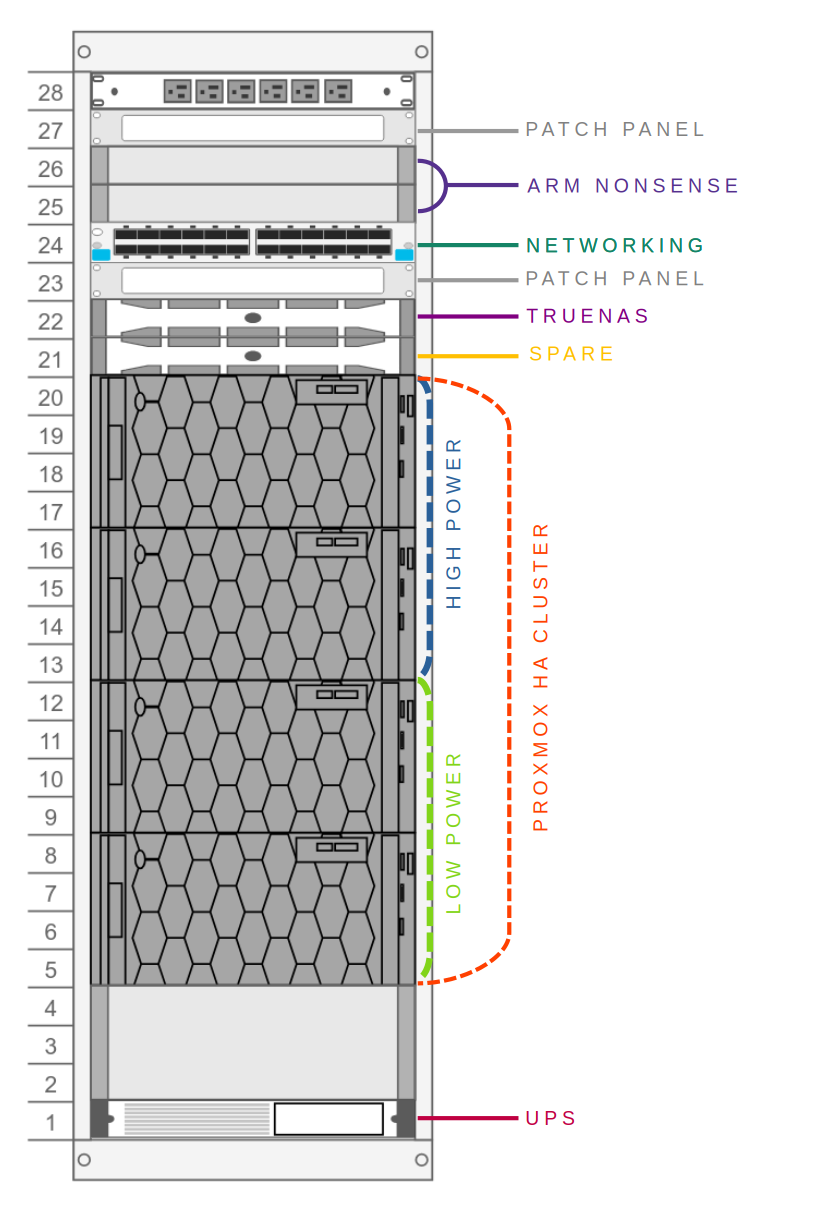 28
27
PATCH PANEL
26
ARM NONSENSE
25
24
NETWORKING
23
PATCH PANEL
22
TRUENAS
21
SPARE
20
19
18
17
16
15
14
13
HIGH POWER
PROXMOX HA CLUSTER
12
11
10
9
8
7
6
5
LOW POWER
4
3
2
1
UPS